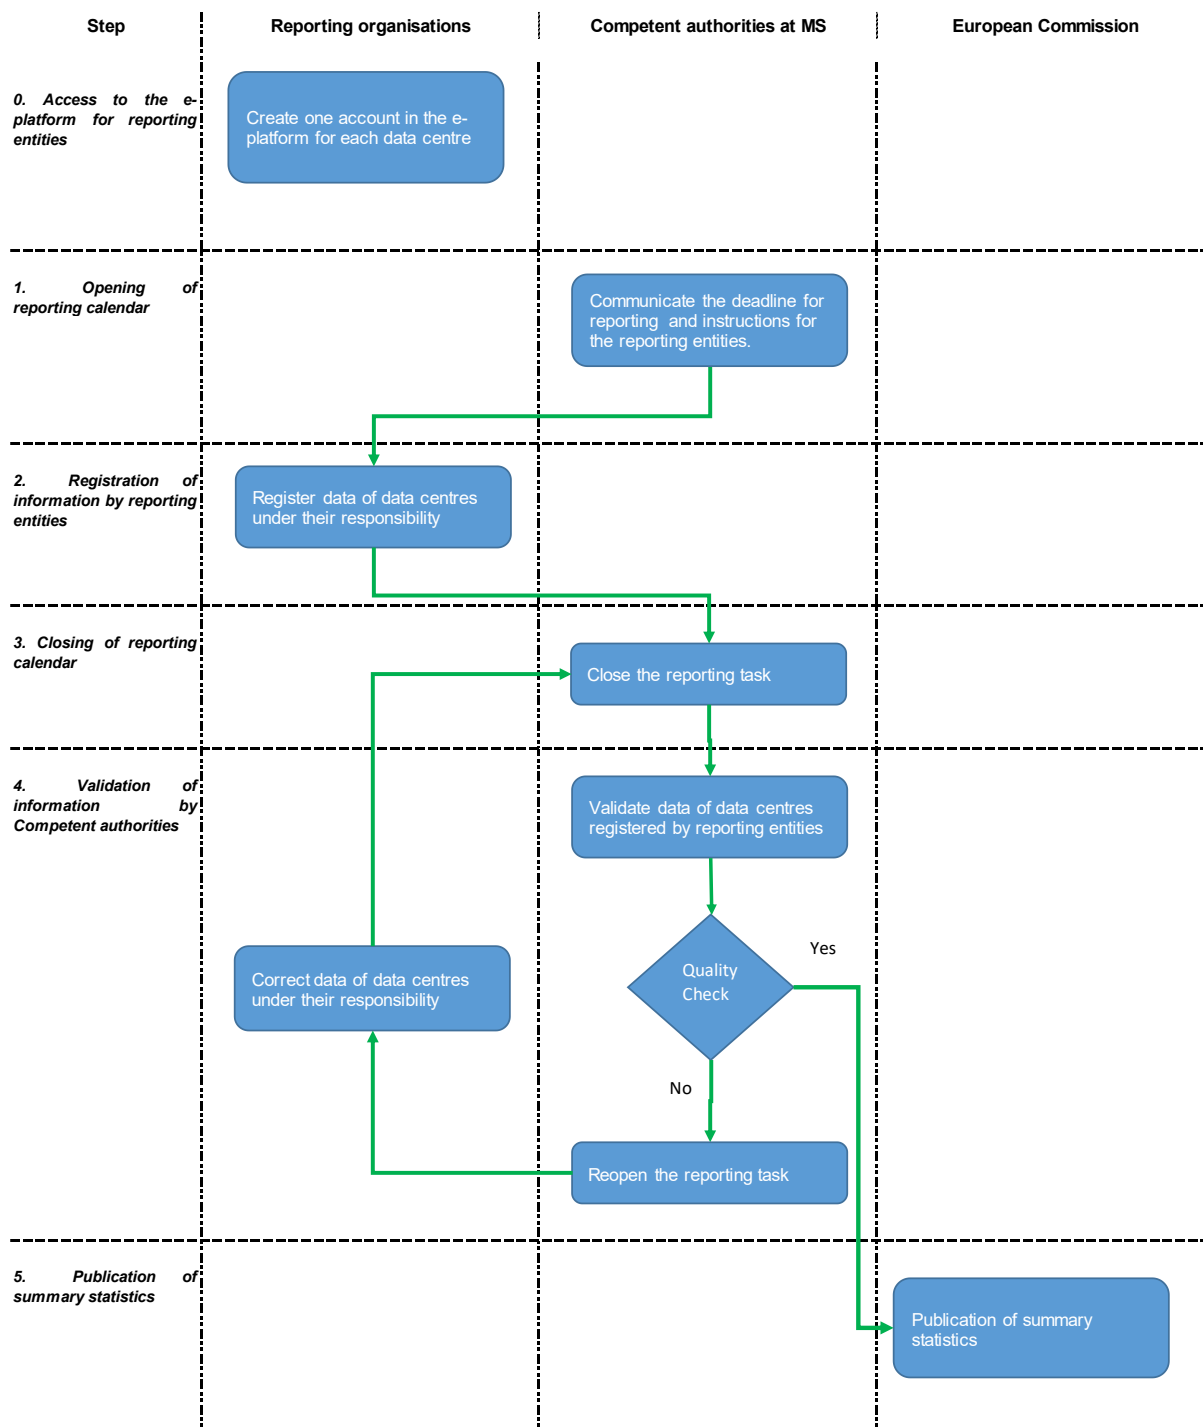 Step
Reporting organisations
Competent authorities at MS
European Commission
0. Access to the e-
platform for reporting
entities
Create one account in the e-
platform for each data centre
1. Opening of
reporting calendar
Communicate the deadline for
reporting and instructions for
the reporting entities.
2. Registration of
information by reporting
entities
Register data of data centres
under their responsibility
3. Closing of reporting
calendar
Close the reporting task
4. Validation of
information by
Competent authorities
Validate data of data centres
registered by reporting entities
Yes
Quality
Check
Correct data of data centres
under their responsibility
No
Reopen the reporting task
5. Publication of
summary statistics
Publication of summary
statistics